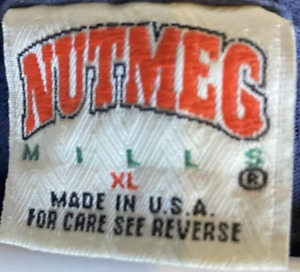 NUTMEG
MILLS
XL ®
MADE IN U.S.A.
FOR CARE SEE REVERSE